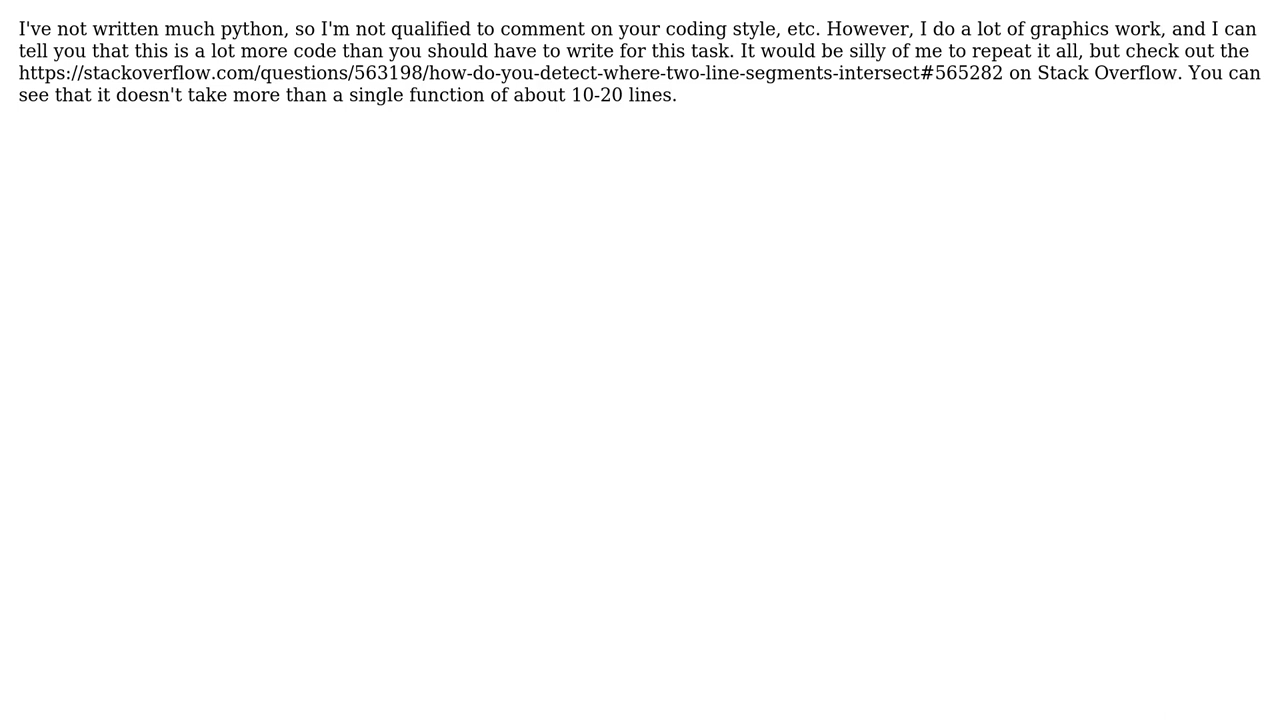 I've not written much python, so I'm not qualified to comment on your coding style, etc. However, I do a lot of graphics work, and I can
tell you that this is a lot more code than you should have to write for this task. It would be silly of me to repeat it all, but check out the
https://stackoverflow.com/questions/563198/how-do-you-detect-where-two-line-segments-intersect#565282 on Stack Overflow. You can
see that it doesn't take more than a single function of about 10-20 lines.